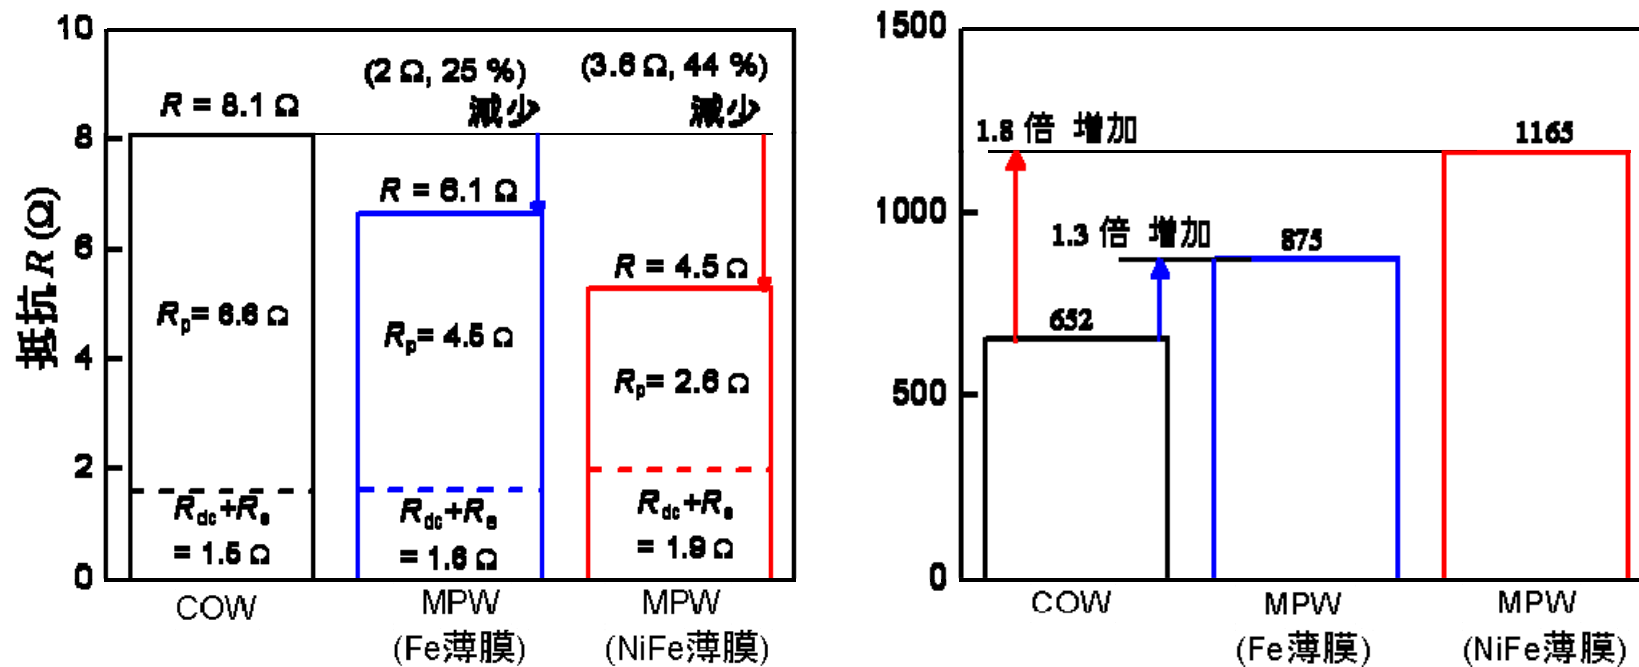 10
8
6
4
2
0
抵抗 R (Ω)
R = 8.1 Ω
(2 Ω, 25 %)
減少
(3.6 Ω, 44 %)
減少
R = 6.1 Ω
R = 4.5 Ω
Rp= 6.6 Ω
Rp= 4.5 Ω
Rp= 2.6 Ω
Rdc+Rs
= 1.5 Ω
Rdc+Rs
= 1.6 Ω
Rdc+Rs
= 1.9 Ω
COW
MPW
(Fe薄膜)
MPW
(NiFe薄膜)
1500
1000
500
0
1.8 倍 増加
1165
1.3 倍 増加
875
652
COW
MPW
(Fe薄膜)
MPW
(NiFe薄膜)